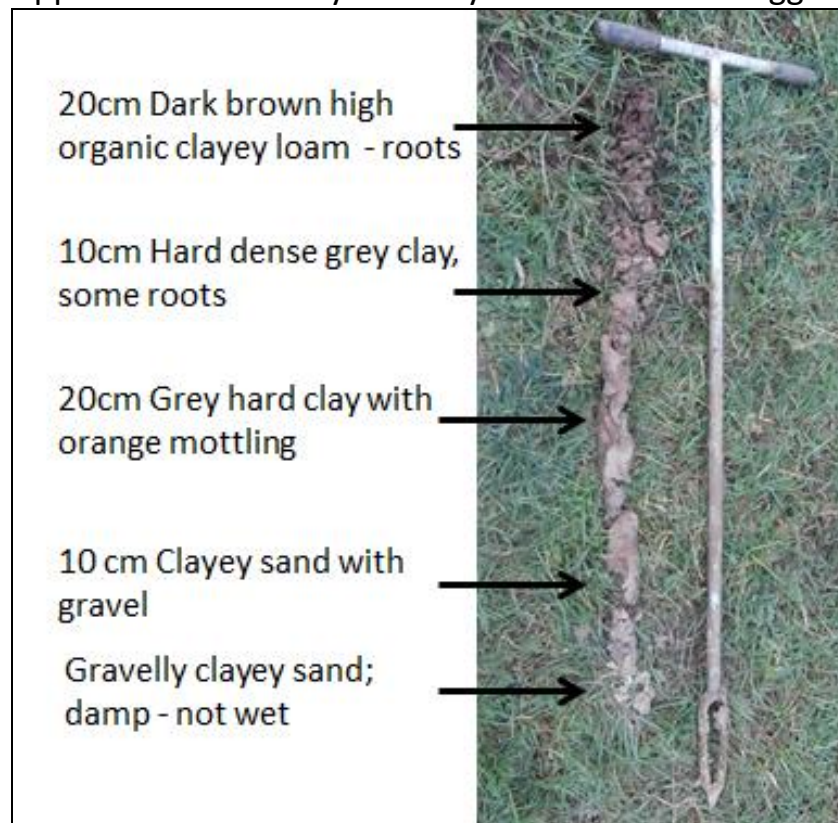 20cm Dark brown high
organic clayey loam - roots
10cm Hard dense grey clay,
some roots
20cm Grey hard clay with
orange mottling
10 cm Clayey sand with
gravel
Gravelly clayey sand;
damp - not wet